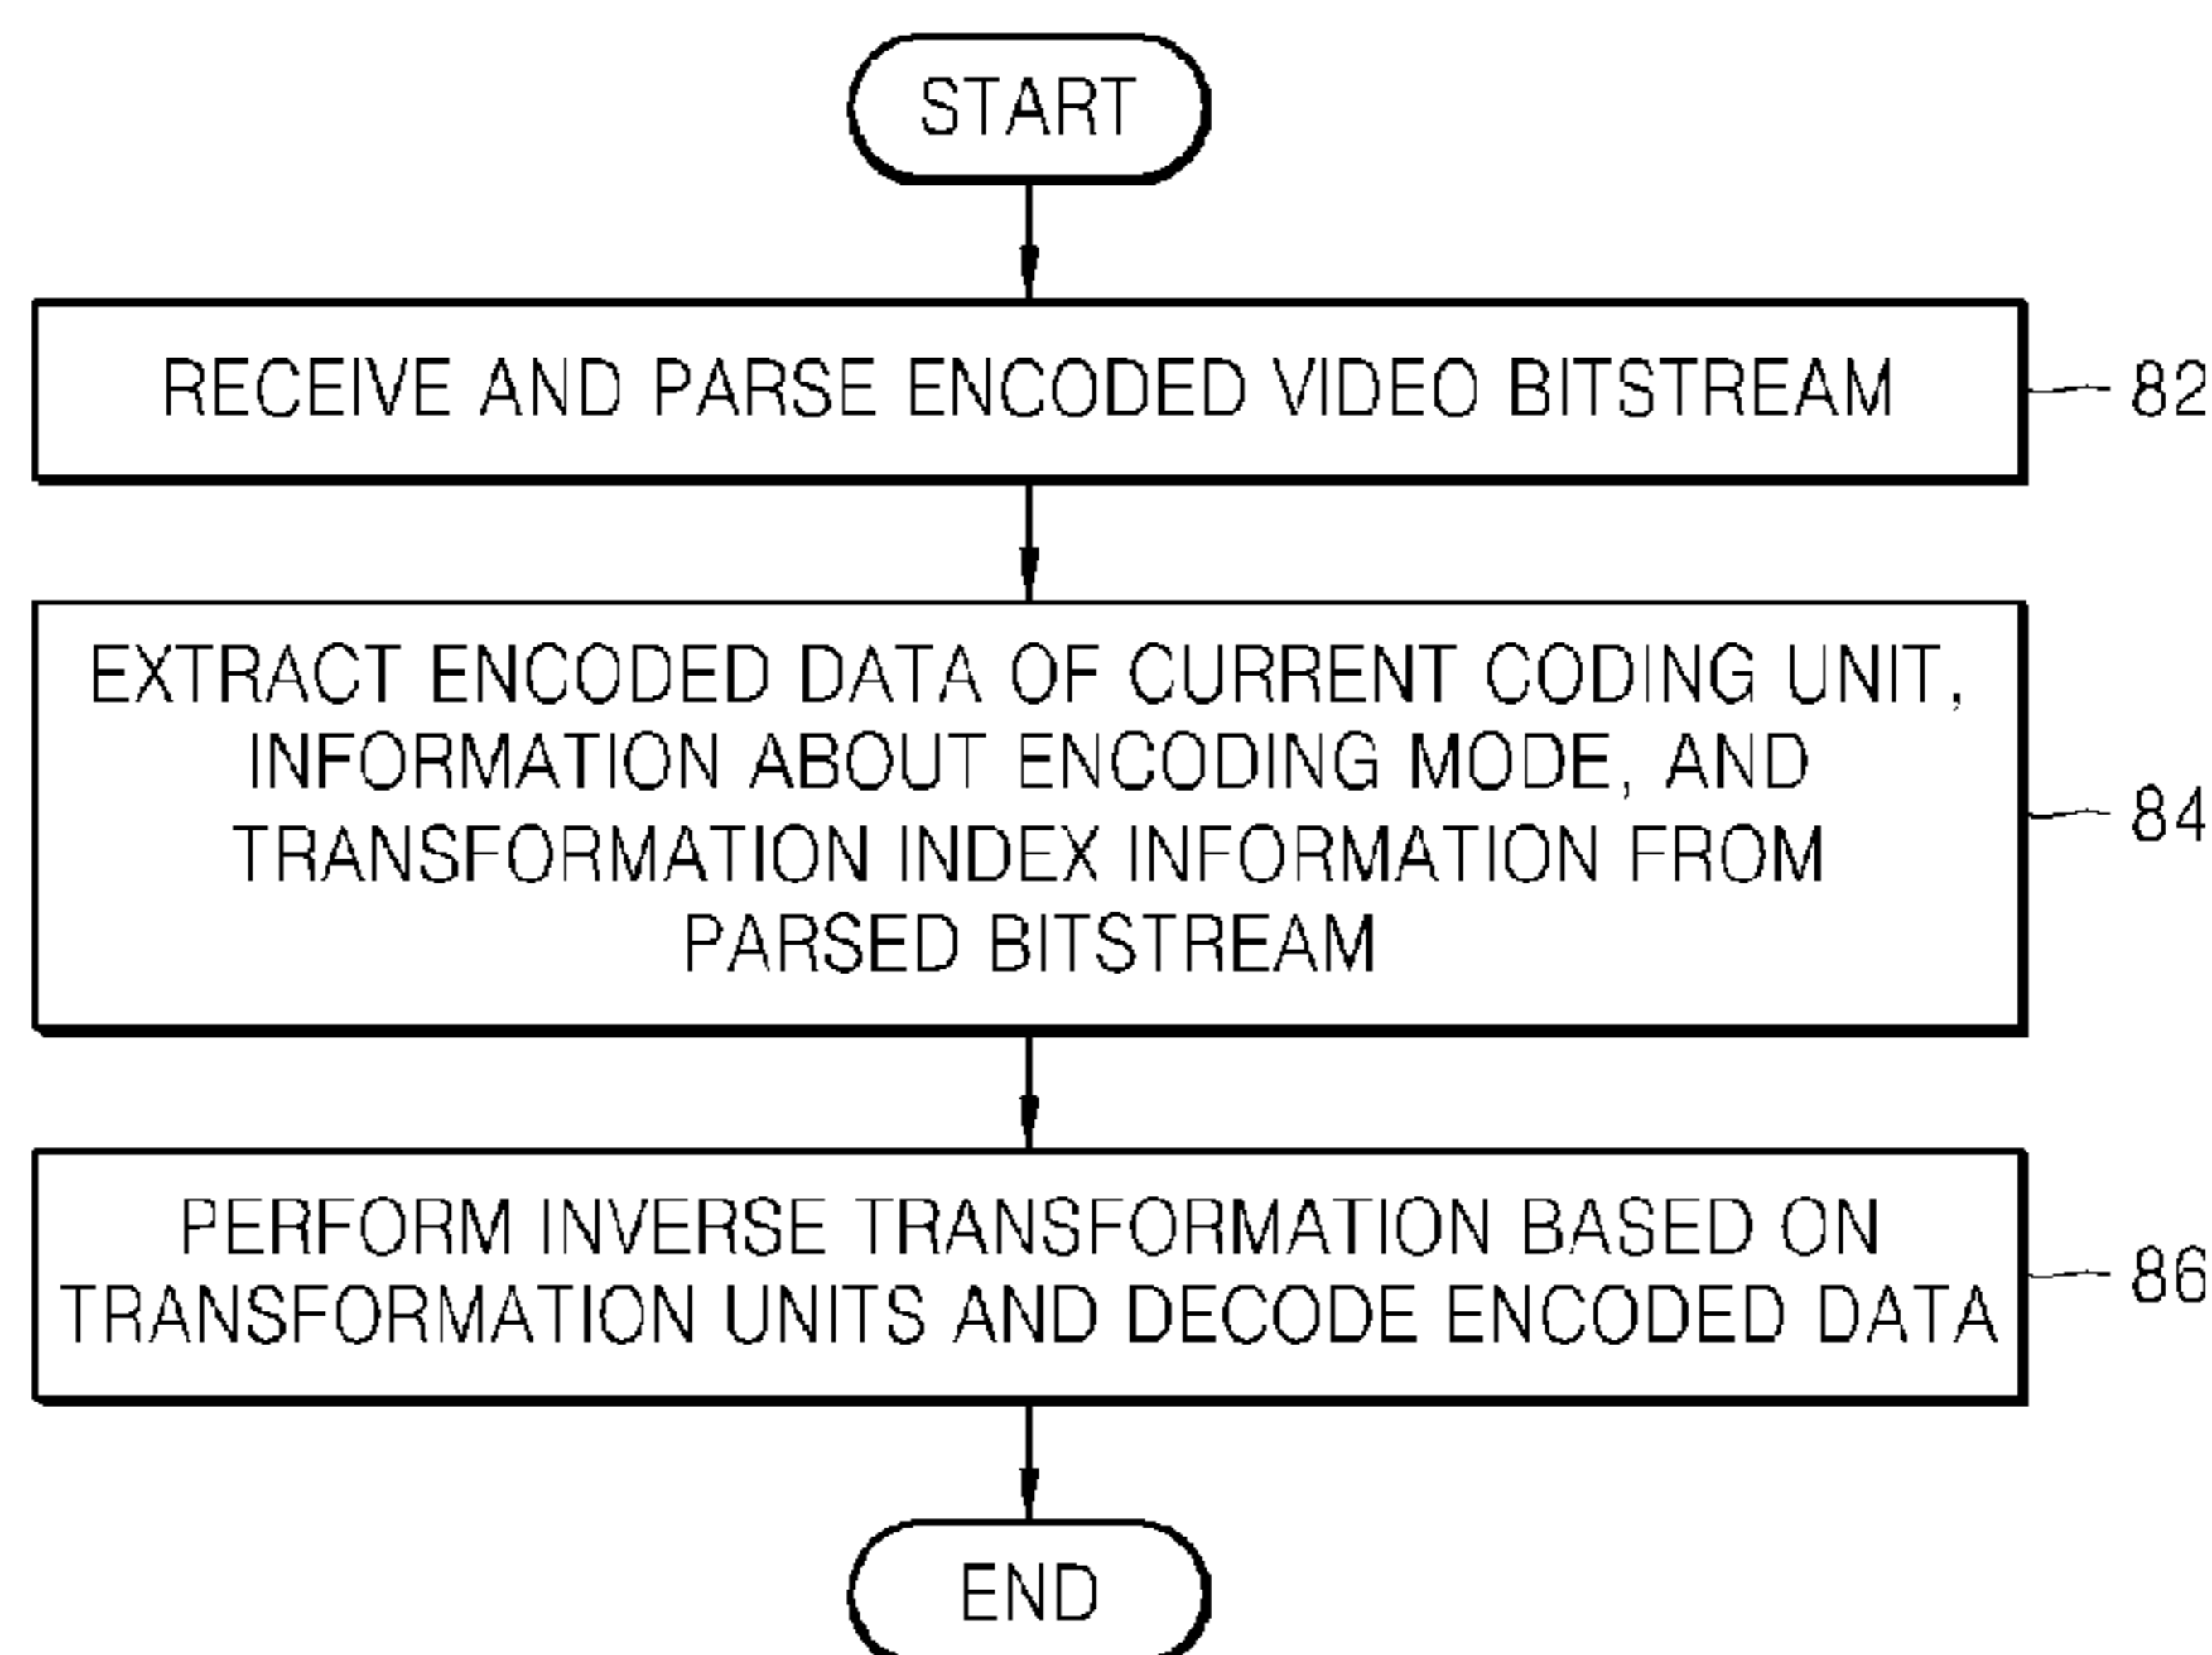 START
RECEIVE AND PARSE ENCODED VIDEO BITSTREAM
82
EXTRACT ENCODED DATA OF CURRENT CODING UNIT,
INFORMATION ABOUT ENCODING MODE, AND
TRANSFORMATION INDEX INFORMATION FROM
PARSED BITSTREAM
84
PERFORM INVERSE TRANSFORMATION BASED ON
TRANSFORMATION UNITS AND DECODE ENCODED DATA
86
END